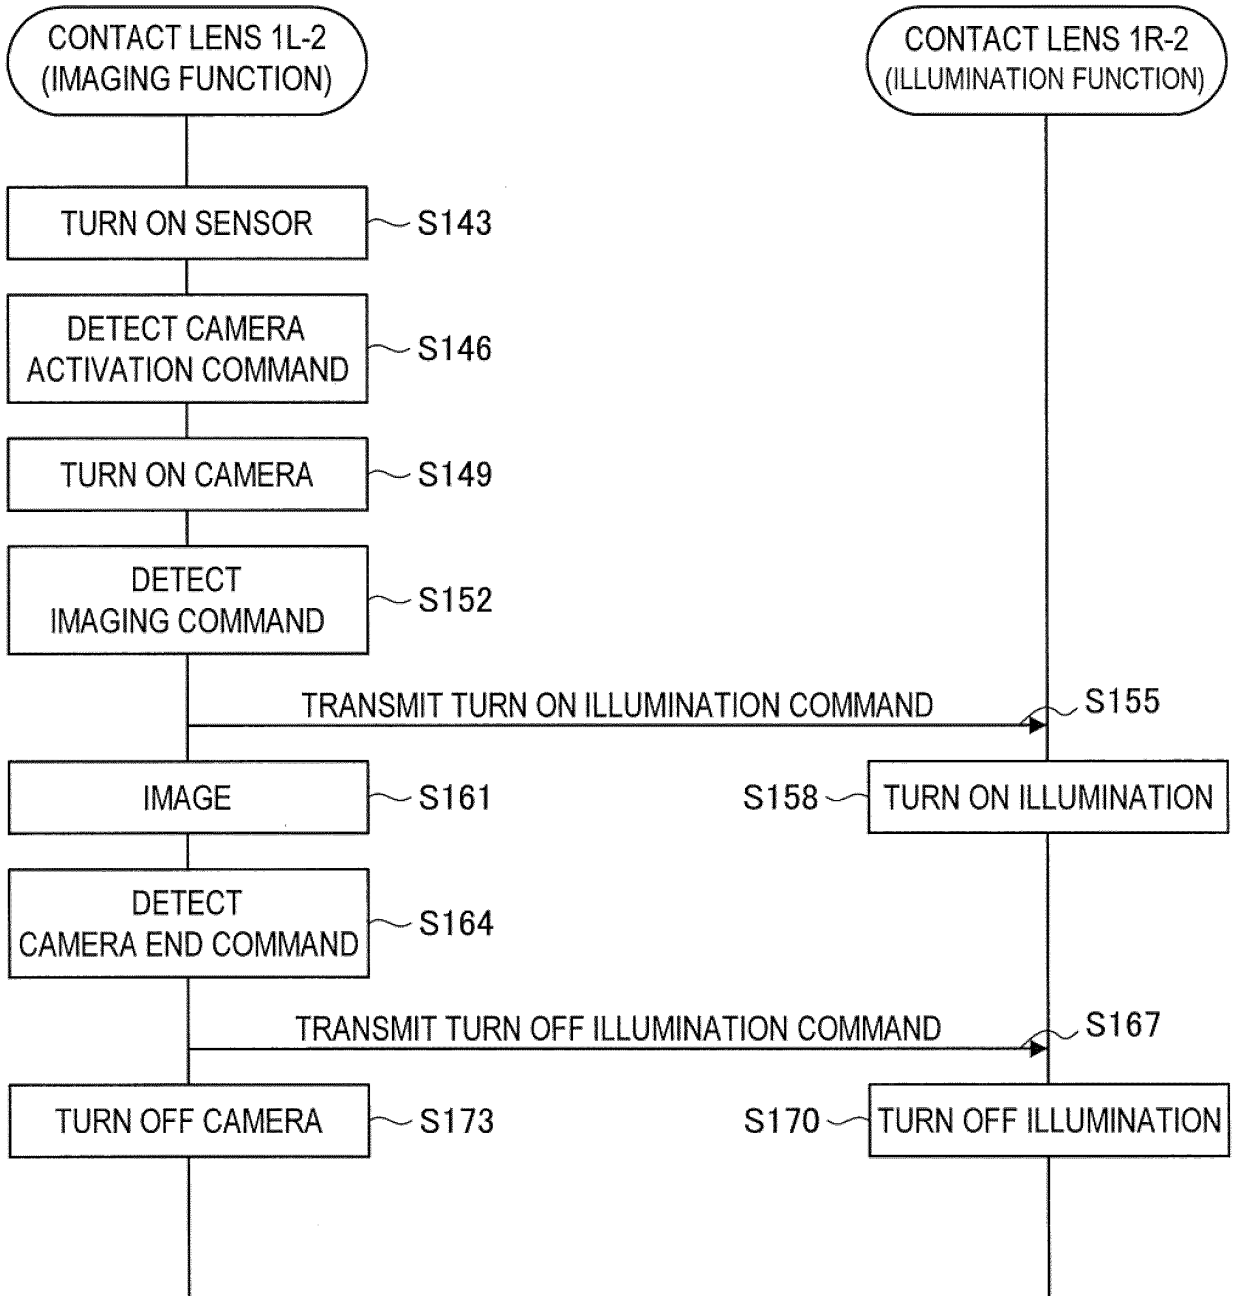 CONTACT LENS 1L-2
(IMAGING FUNCTION)
CONTACT LENS 1R-2
(ILLUMINATION FUNCTION)
TURN ON SENSOR
S143
DETECT CAMERA
ACTIVATION COMMAND
S146
TURN ON CAMERA
S149
DETECT
IMAGING COMMAND
S152
TRANSMIT TURN ON ILLUMINATION COMMAND
S155
IMAGE
S161
S158
TURN ON ILLUMINATION
DETECT
CAMERA END COMMAND
S164
TRANSMIT TURN OFF ILLUMINATION COMMAND
S167
TURN OFF CAMERA
S173
S170
TURN OFF ILLUMINATION